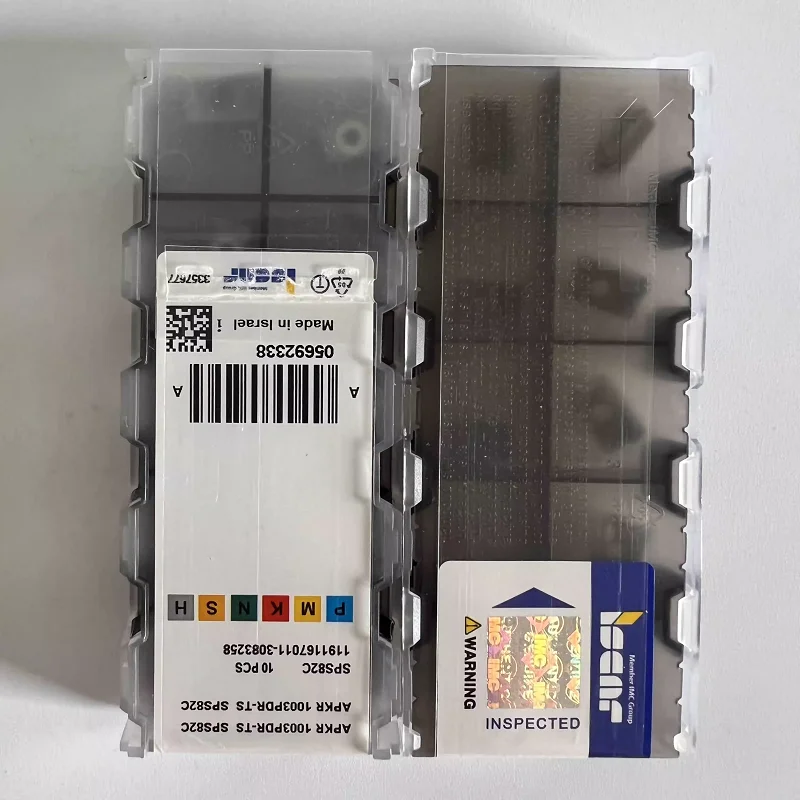 APKR 1003PDR-TS SPS82C
APKR 1003PDR-TS SPS82C
SPS82C 10 PCS
1191167011-3083258
P M K N S H
A A
05692338
Made in Israel
iscar
Member IMC Group
3357677
iscar
Member IMC Group
WARNING
IMC
INSPECTED